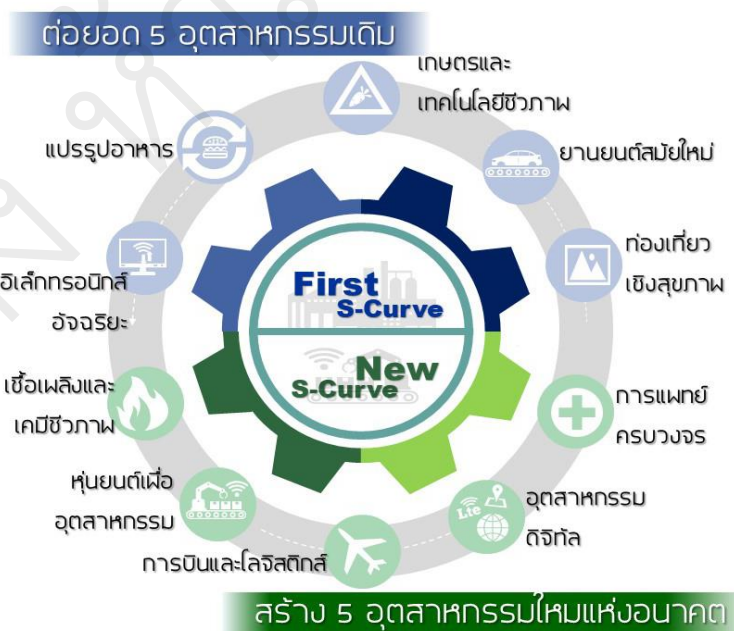 ต่อยอด 5 อุตสาหกรรมเดิม
เกษตรและ
เทคโนโลยีชีวภาพ
แปรรูปอาหาร
ยานยนต์สมัยใหม่
ท่องเที่ยว
เชิงสุขภาพ
อิเล็กทรอนิกส์
อัจฉริยะ
First
S-Curve
New
S-Curve
เชื้อเพลิงและ
เคมีชีวภาพ
การแพทย์
ครบวงจร
หุ่นยนต์เพื่อ
อุตสาหกรรม
อุตสาหกรรม
ดิจิทัล
Lte
การบินและโลจิสติกส์
สร้าง 5 อุตสาหกรรมใหม่แห่งอนาคต